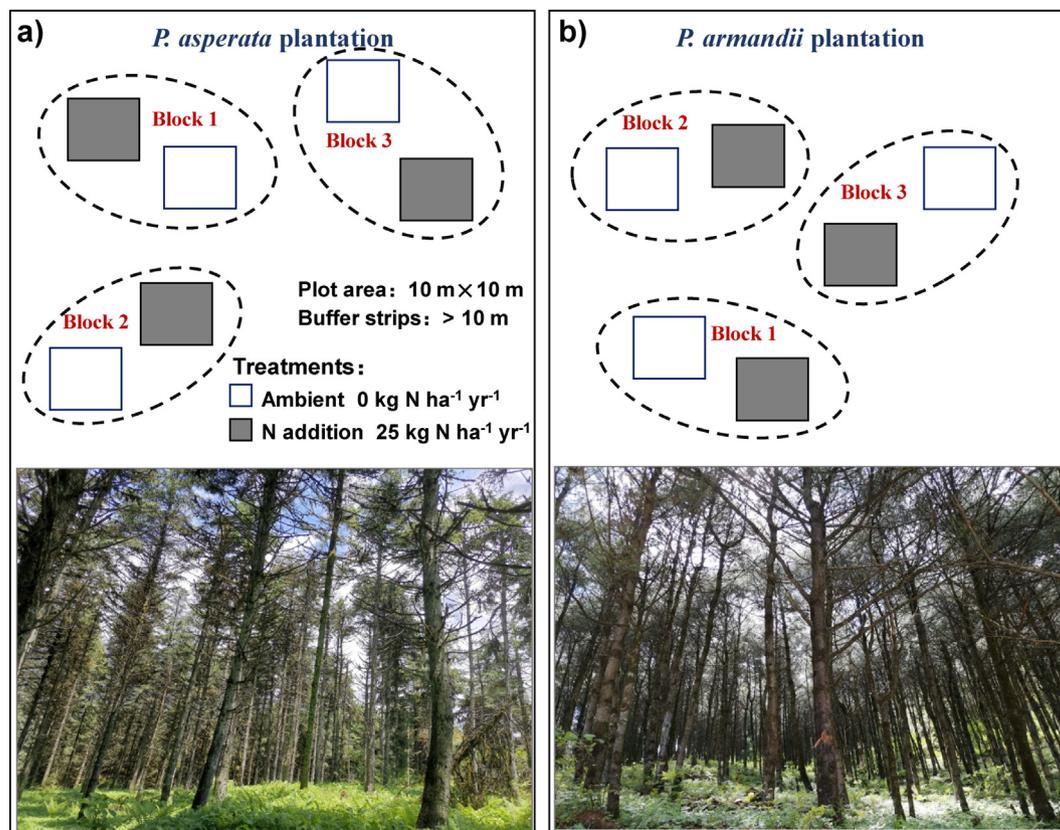 a)
P. asperata plantation
Block 1
Block 3
Block 2
Plot area: 10 m×10 m
Buffer strips: > 10 m
Treatments:
Ambient 0 kg N ha⁻¹ yr⁻¹
N addition 25 kg N ha⁻¹ yr⁻¹
b)
P. armandii plantation
Block 2
Block 3
Block 1